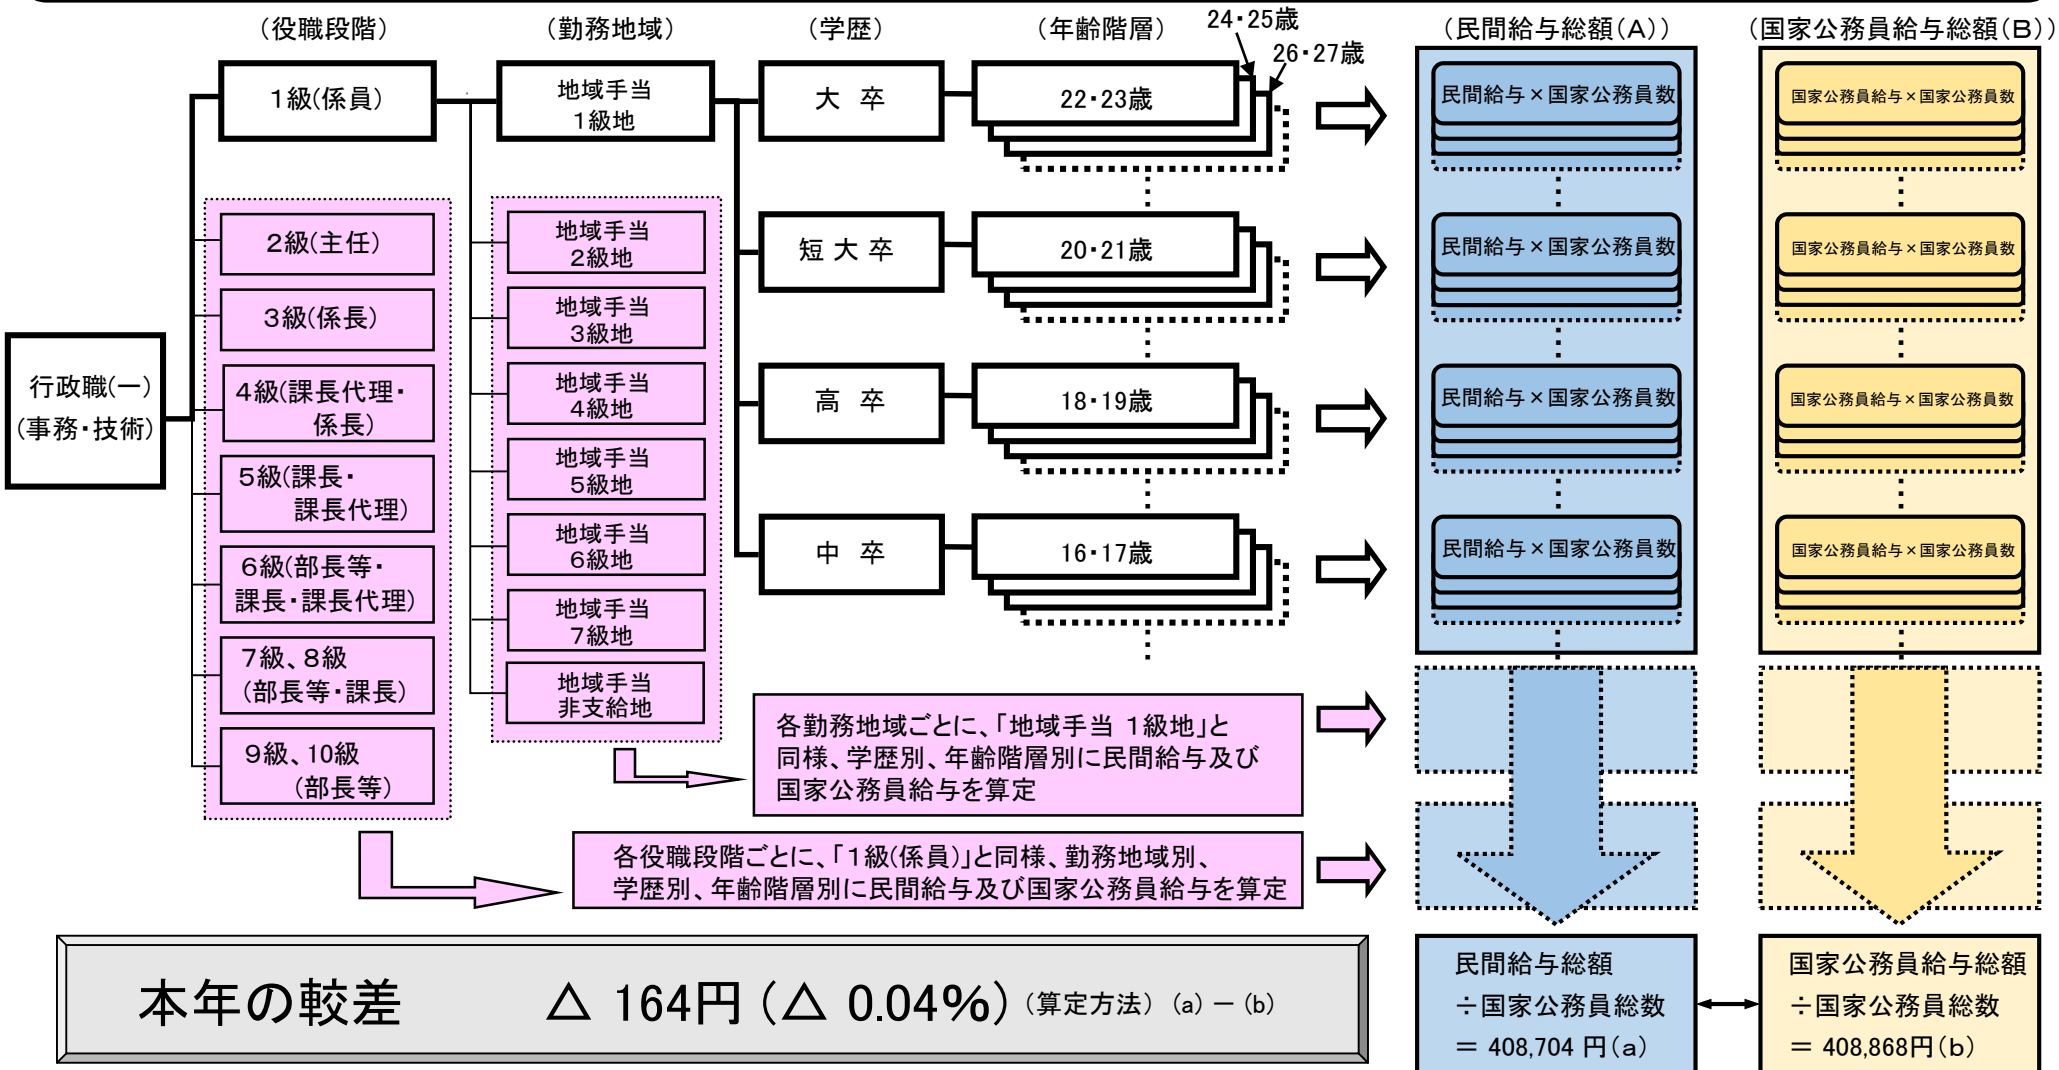 (役職段階)
(勤務地域)
(学歴)
(年齢階層)
24・25歳
26・27歳
(民間給与総額(A))
(国家公務員給与総額(B))
行政職(一)
(事務・技術)
1級(係員)
2級(主任)
3級(係長)
4級(課長代理・
係長)
5級(課長・
課長代理)
6級(部長等・
課長・課長代理)
7級、8級
(部長等・課長)
9級、10級
(部長等)
地域手当
1級地
地域手当
2級地
地域手当
3級地
地域手当
4級地
地域手当
5級地
地域手当
6級地
地域手当
7級地
地域手当
非支給地
大 卒
22・23歳
民間給与×国家公務員数
国家公務員給与×国家公務員数
短 大 卒
20・21歳
民間給与×国家公務員数
国家公務員給与×国家公務員数
高 卒
18・19歳
民間給与×国家公務員数
国家公務員給与×国家公務員数
中 卒
16・17歳
民間給与×国家公務員数
国家公務員給与×国家公務員数
各勤務地域ごとに、「地域手当 1級地」と
同様、学歴別、年齢階層別に民間給与及び
国家公務員給与を算定
各役職段階ごとに、「1級(係員)」と同様、勤務地域別、
学歴別、年齢階層別に民間給与及び国家公務員給与を算定
本年の較差 △ 164円 (△ 0.04%) (算定方法) (a) － (b)
民間給与総額
÷国家公務員総数
＝ 408,704 円(a)
国家公務員給与総額
÷国家公務員総数
＝ 408,868円(b)